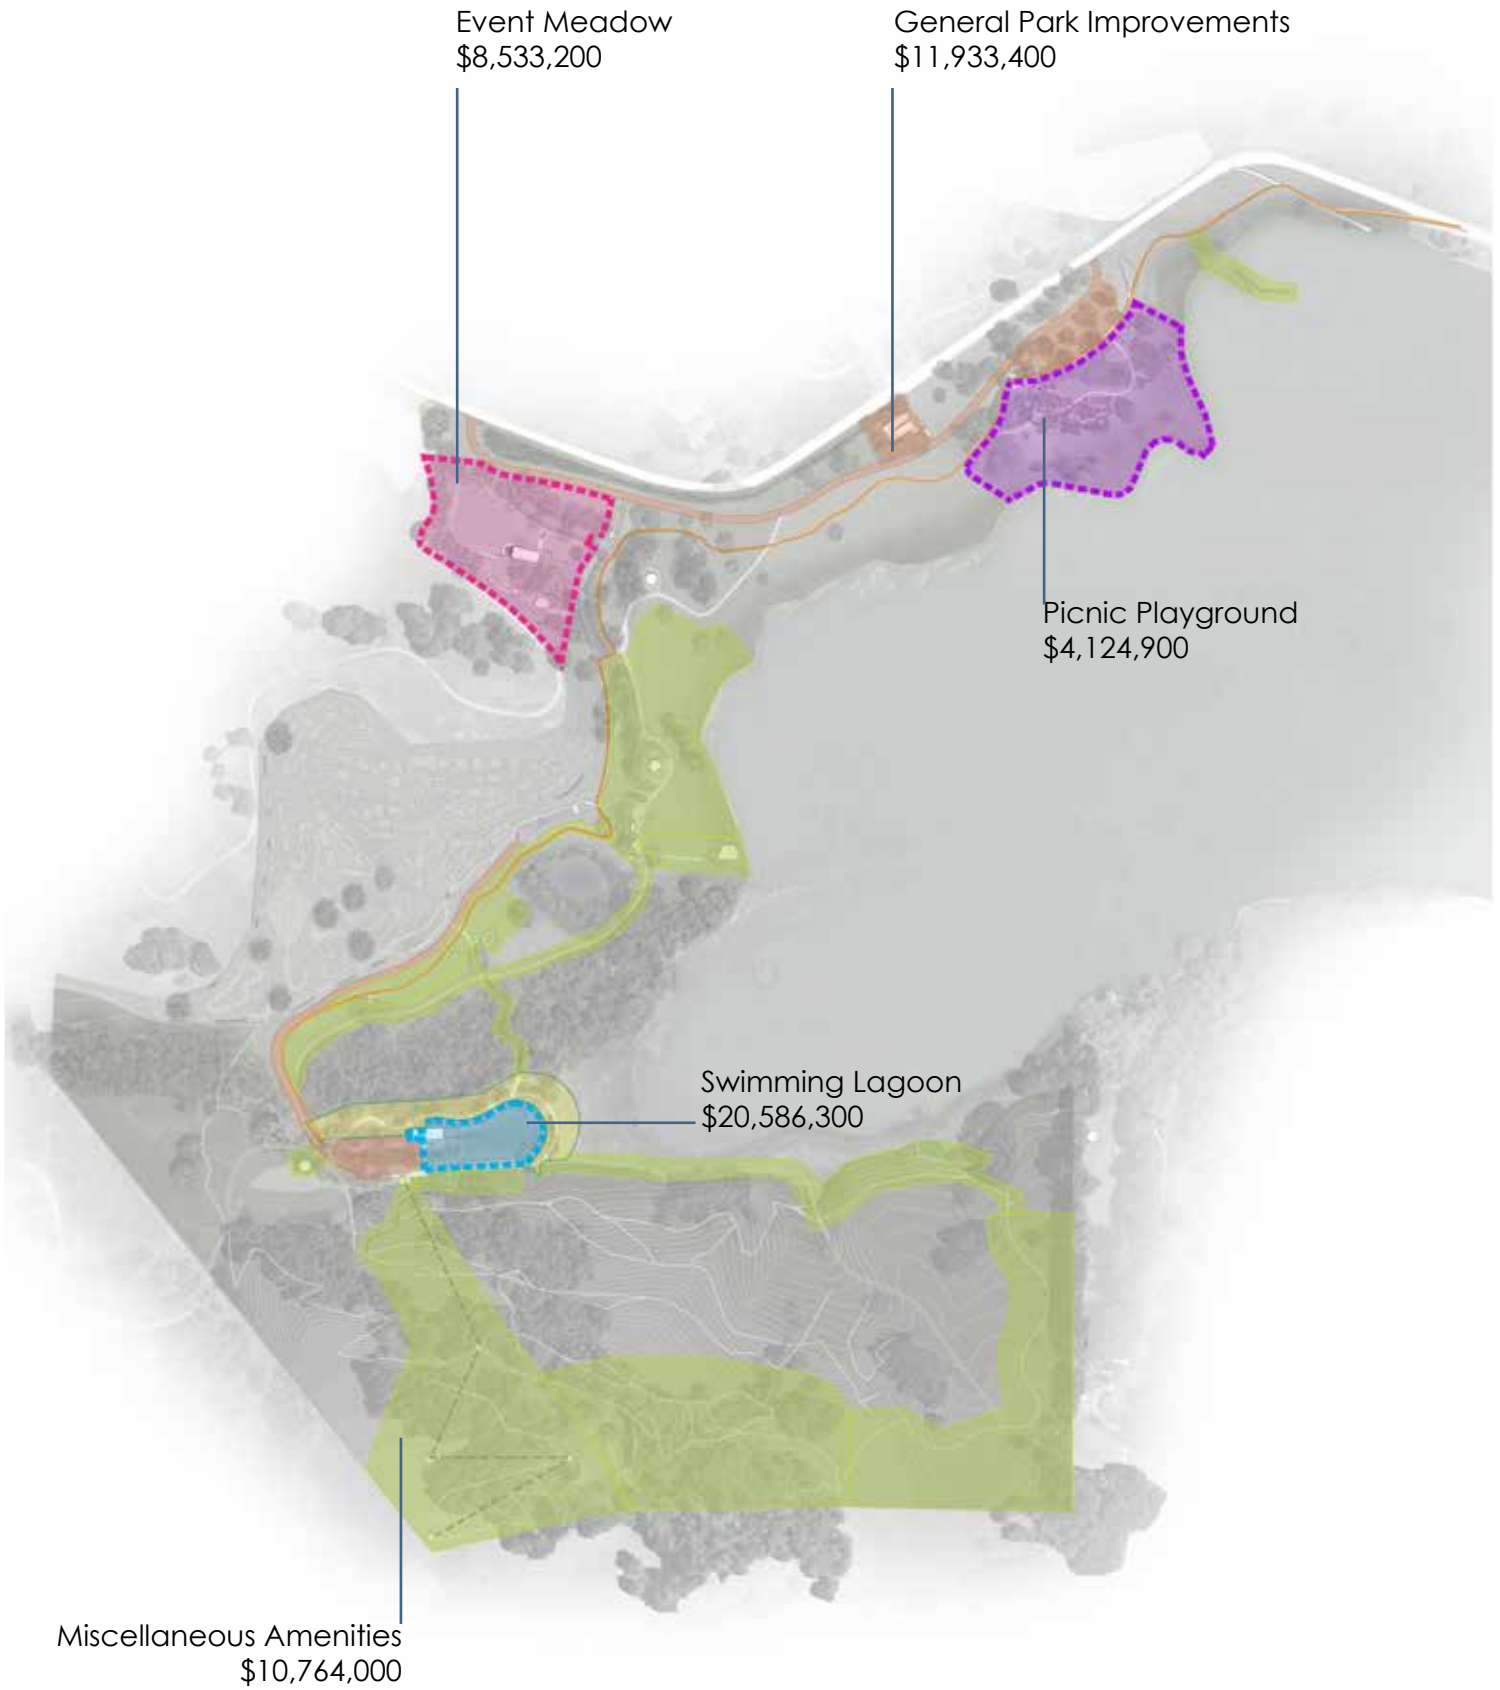 Event Meadow
$8,533,200
General Park Improvements
$11,933,400
Picnic Playground
$4,124,900
Swimming Lagoon
$20,586,300
Miscellaneous Amenities
$10,764,000